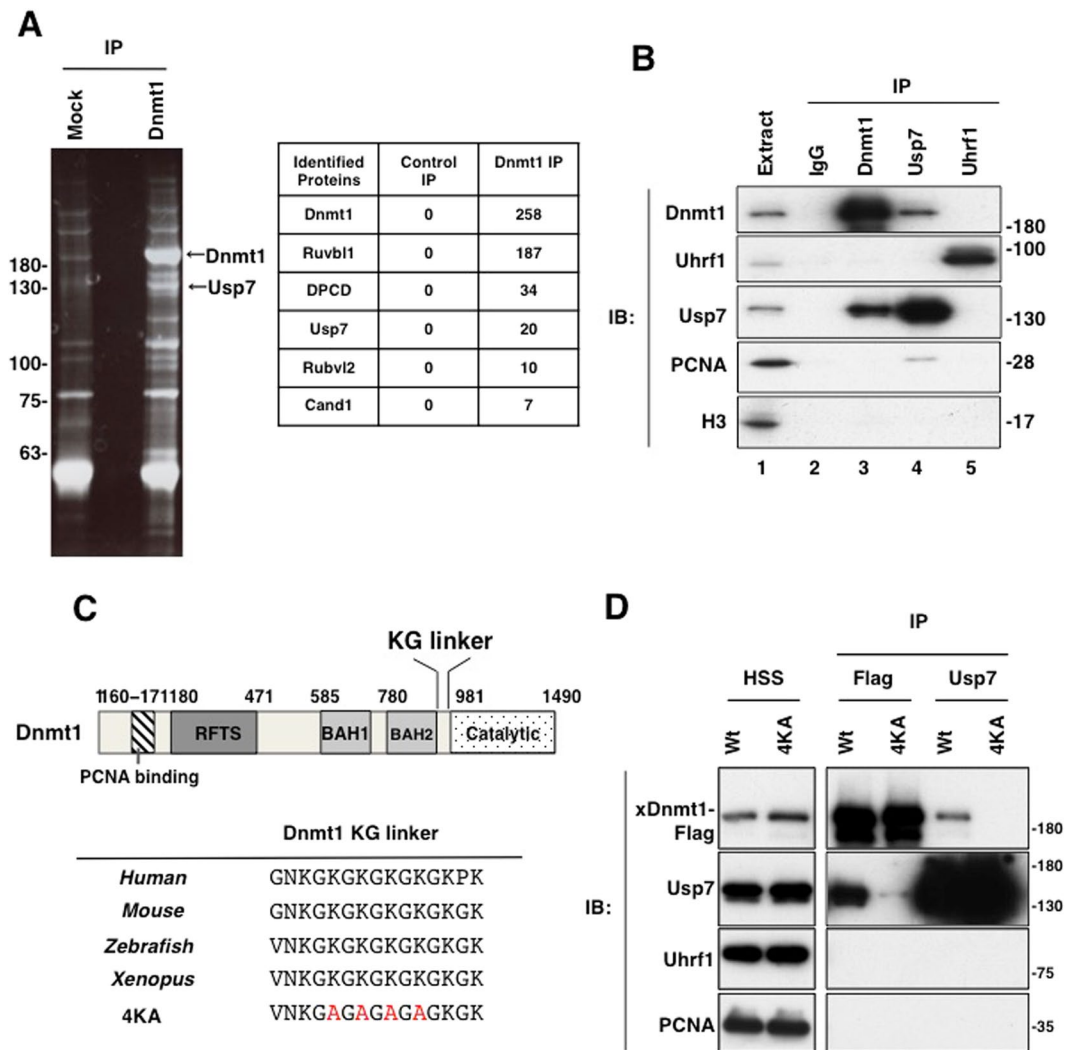 A
IP
Mock
Dnmt1
180-
130-
100-
75-
63-
←Dnmt1
←Usp7
Identified Proteins | Control IP | Dnmt1 IP
Dnmt1 | 0 | 258
Ruvbl1 | 0 | 187
DPCD | 0 | 34
Usp7 | 0 | 20
Rubvl2 | 0 | 10
Cand1 | 0 | 7
B
IP
Extract
IgG
Dnmt1
Usp7
Uhrf1
IB:
Dnmt1 -180
Uhrf1 -100
Usp7 -130
PCNA -28
H3 -17
1 2 3 4 5
C
KG linker
1 160–171 180 471 585 780 981 1490
Dnmt1 RFTS BAH1 BAH2 Catalytic
PCNA binding
Dnmt1 KG linker
Human GNKGKGKGKGKGKPK
Mouse GNKGKGKGKGKGKGK
Zebrafish VNKGKGKGKGKGKGK
Xenopus VNKGKGKGKGKGKGK
4KA VNKGAGAGAGAGKGK
D
IP
HSS Flag Usp7
Wt 4KA Wt 4KA Wt 4KA
IB:
xDnmt1-
Flag -180
Usp7 -180
-130
Uhrf1 -75
PCNA -35